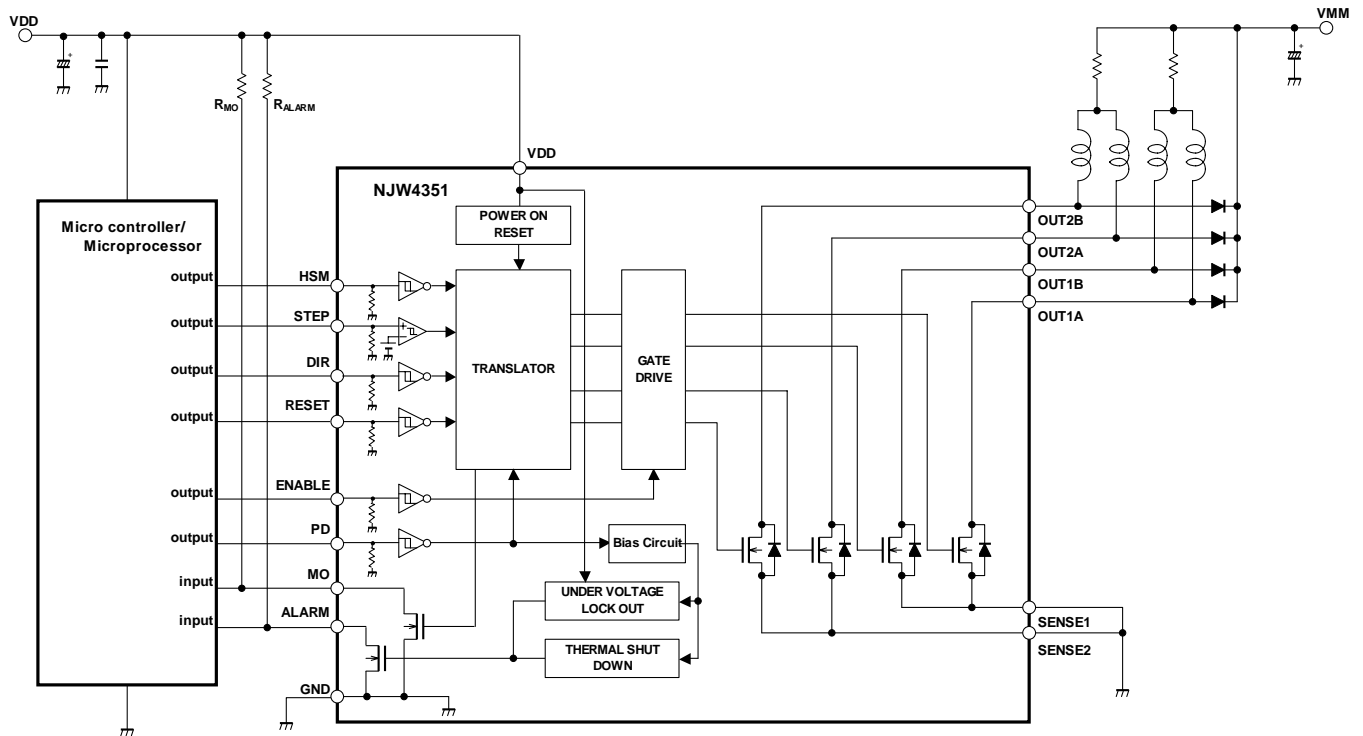 VDD
VMM
RMO
RALARM
VDD
NJW4351
POWER ON
RESET
Micro controller/
Microprocessor
output
HSM
output
STEP
output
DIR
output
RESET
output
ENABLE
output
PD
input
MO
input
ALARM
GND
TRANSLATOR
GATE
DRIVE
Bias Circuit
UNDER VOLTAGE
LOCK OUT
THERMAL SHUT
DOWN
OUT2B
OUT2A
OUT1B
OUT1A
SENSE1
SENSE2